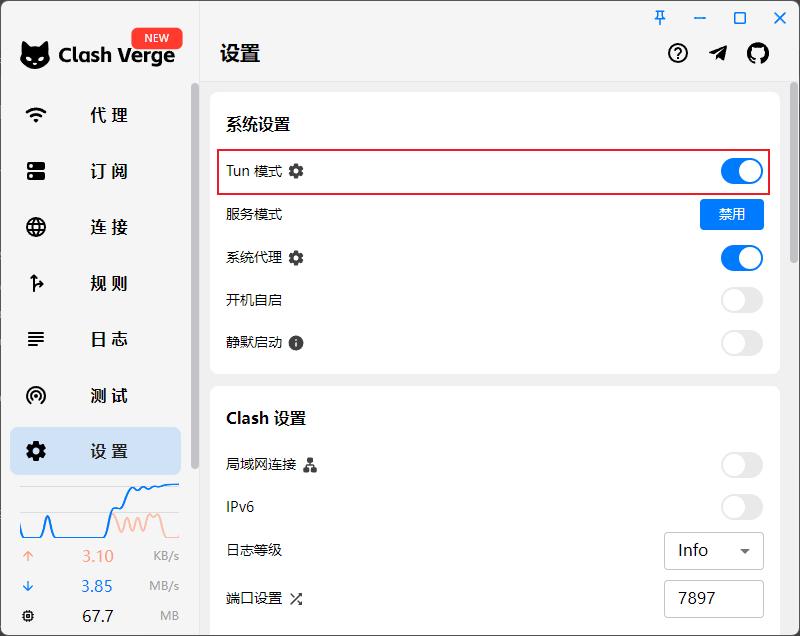 NEW
Clash Verge
代理
订阅
连接
规则
日志
测试
设置
3.10 KB/s
3.85 MB/s
67.7 MB
设置
系统设置
Tun 模式
服务模式 禁用
系统代理
开机自启
静默启动
Clash 设置
局域网连接
IPv6
日志等级 Info
端口设置 7897